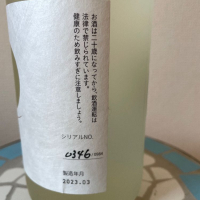 お酒は二十歳になってから。飲酒運転は
法律で禁じられています。
健康のため飲みすぎに注意しましょう。
シリアルNO.
0346
製造年月
2023.03